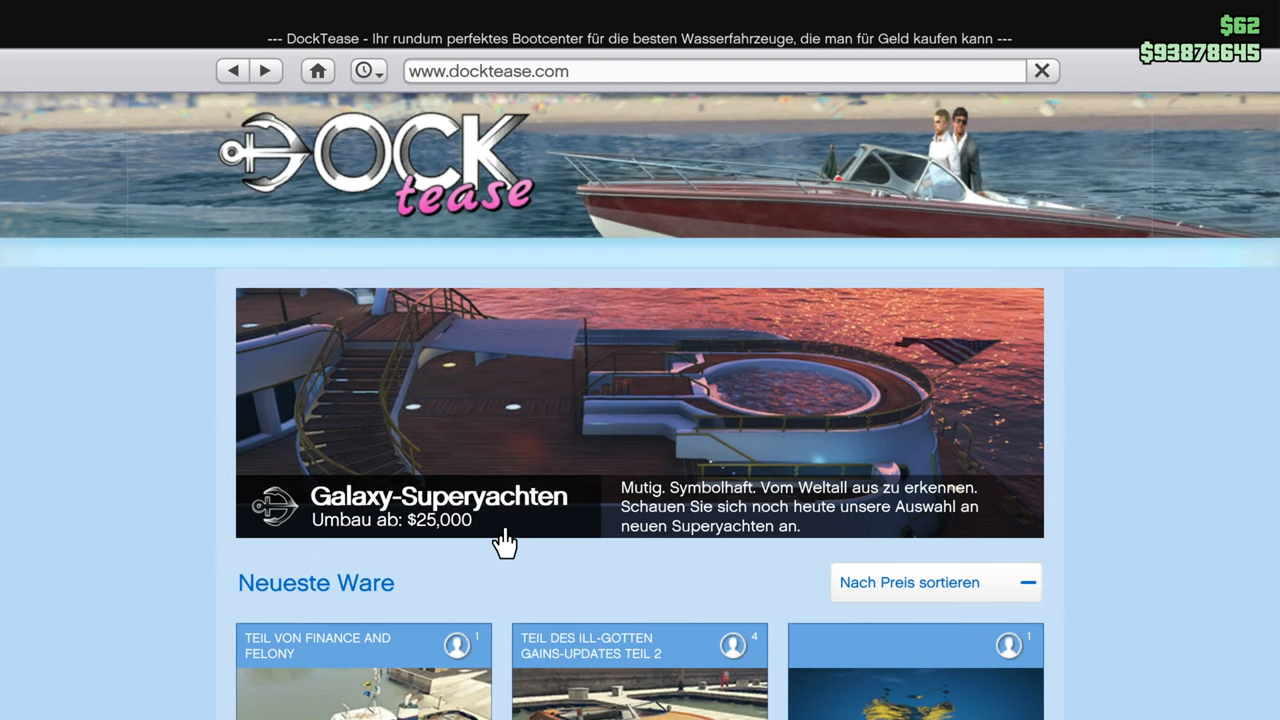 $62
$93878645
--- DockTease - Ihr rundum perfektes Bootcenter für die besten Wasserfahrzeuge, die man für Geld kaufen kann ---
www.docktease.com
DOCK
tease
Galaxy-Superyachten
Umbau ab: $25,000
Mutig. Symbolhaft. Vom Weltall aus zu erkennen.
Schauen Sie sich noch heute unsere Auswahl an
neuen Superyachten an.
Neueste Ware
Nach Preis sortieren
TEIL VON FINANCE AND
FELONY
1
TEIL DES ILL-GOTTEN
GAINS-UPDATES TEIL 2
4
1